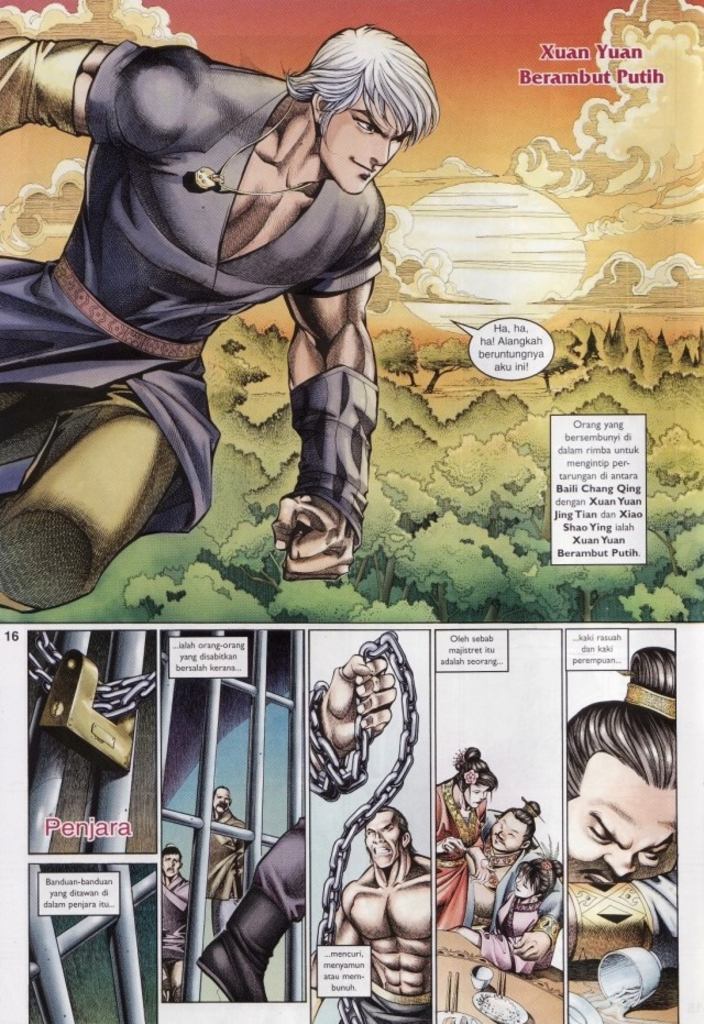 Xuan Yuan
Berambut Putih
Ha, ha,
ha! Alangkah
beruntungnya
aku ini!
Orang yang
bersembunyi di
dalam rimba untuk
mengintip per-
tarungan di antara
Baili Chang Qing
dengan Xuan Yuan
Jing Tian dan Xiao
Shao Ying ialah
Xuan Yuan
Berambut Putih.
16
Penjara
Banduan-banduan
yang ditawan di
dalam penjara itu...
...ialah orang-orang
yang disabitkan
bersalah kerana...
...mencuri,
menyamun
atau mem-
bunuh.
Oleh sebab
majistret itu
adalah seorang...
...kaki rasuah
dan kaki
perempuan...